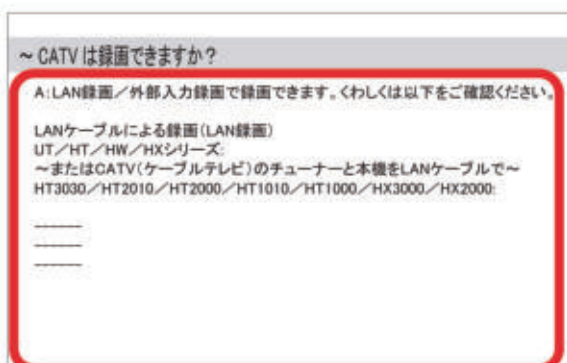 ~ CATV は録画できますか？
A:LAN録画／外部入力録画で録画できます。くわしくは以下をご確認ください。
LANケーブルによる録画(LAN録画)
UT／HT／HW／HXシリーズ:
～またはCATV(ケーブルテレビ)のチューナーと本機をLANケーブルで～
HT3030／HT2010／HT2000／HT1010／HT1000／HX3000／HX2000:
------
------
------